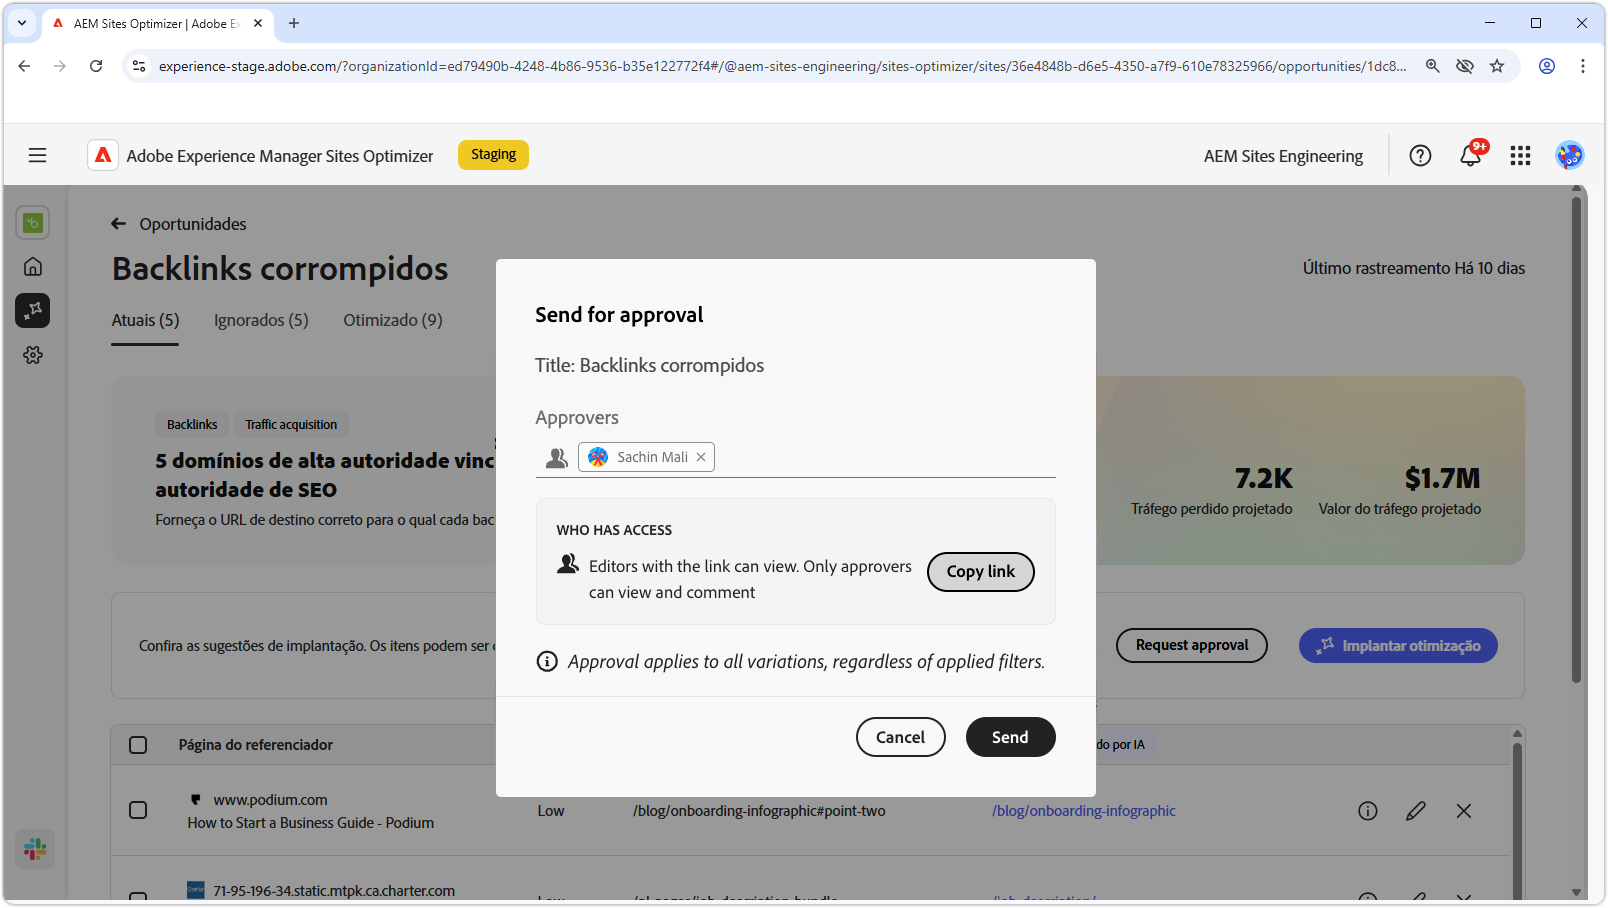 AEM Sites Optimizer | Adobe Ex
experience-stage.adobe.com/?organizationId=ed79490b-4248-4b86-9536-b35e122772f4#/@aem-sites-engineering/sites-optimizer/sites/36e4848b-d6e5-4350-a7f9-610e78325966/opportunities/1dc8...
Adobe Experience Manager Sites Optimizer
Staging
AEM Sites Engineering
9+
Oportunidades
Backlinks corrompidos
Último rastreamento Há 10 dias
Atuais (5)
Ignorados (5)
Otimizado (9)
Backlinks
Traffic acquisition
5 domínios de alta autoridade vinc
autoridade de SEO
Forneça o URL de destino correto para o qual cada bac
7.2K
Tráfego perdido projetado
$1.7M
Valor do tráfego projetado
Confira as sugestões de implantação. Os itens podem ser
Request approval
Implantar otimização
Send for approval
Title: Backlinks corrompidos
Approvers
Sachin Mali
WHO HAS ACCESS
Editors with the link can view. Only approvers
can view and comment
Copy link
Approval applies to all variations, regardless of applied filters.
Cancel
Send
Página do referenciador
do por IA
www.podium.com
How to Start a Business Guide - Podium
Low
/blog/onboarding-infographic#point-two
/blog/onboarding-infographic
71-95-196-34.static.mtpk.ca.charter.com
Low